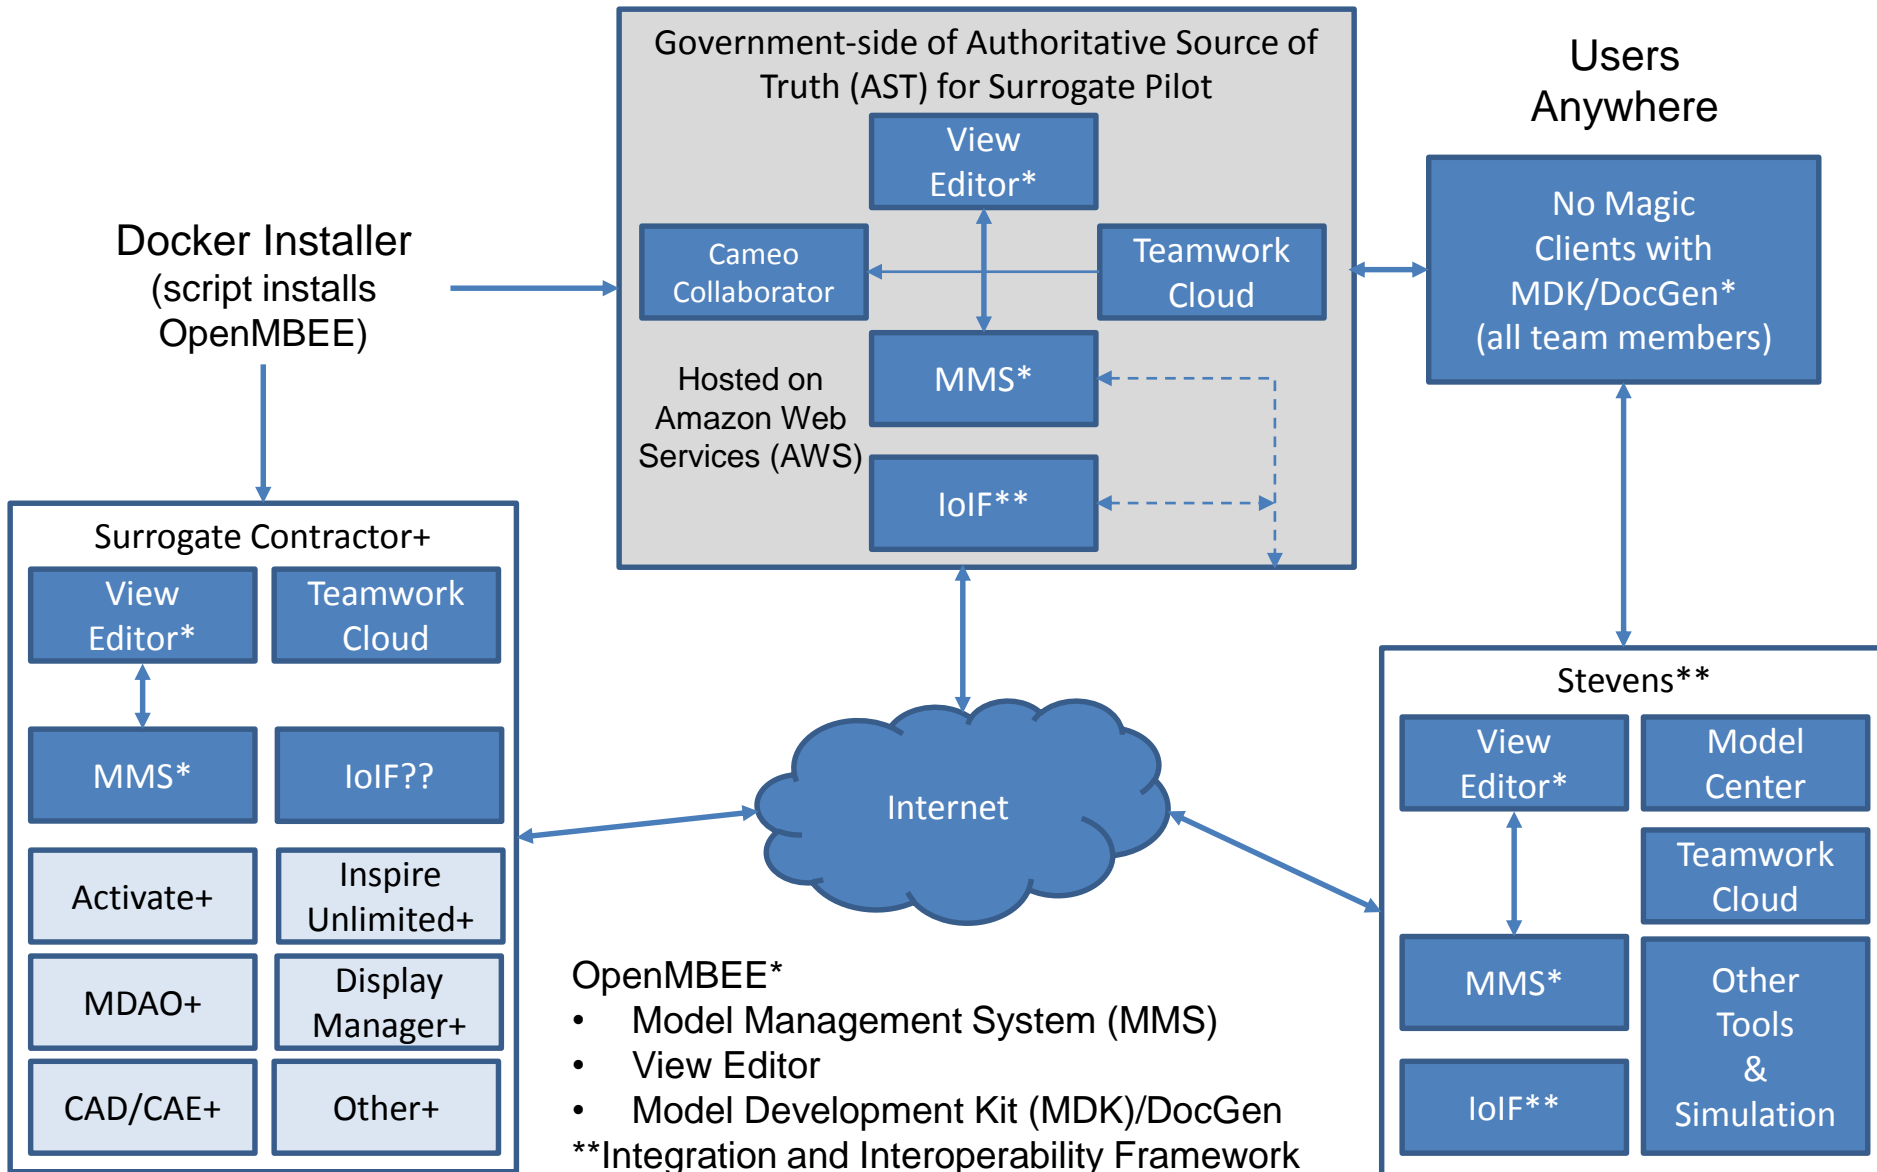 Government-side of Authoritative Source of
Truth (AST) for Surrogate Pilot
View
Editor*
Cameo
Collaborator
Teamwork
Cloud
MMS*
Hosted on
Amazon Web
Services (AWS)
IoIF**
Users
Anywhere
No Magic
Clients with
MDK/DocGen*
(all team members)
Docker Installer
(script installs
OpenMBEE)
Surrogate Contractor+
View
Editor*
Teamwork
Cloud
MMS*
IoIF??
Activate+
Inspire
Unlimited+
MDAO+
Display
Manager+
CAD/CAE+
Other+
Internet
Stevens**
View
Editor*
Model
Center
Teamwork
Cloud
MMS*
Other
Tools
&
Simulation
IoIF**
OpenMBEE*
• Model Management System (MMS)
• View Editor
• Model Development Kit (MDK)/DocGen
**Integration and Interoperability Framework